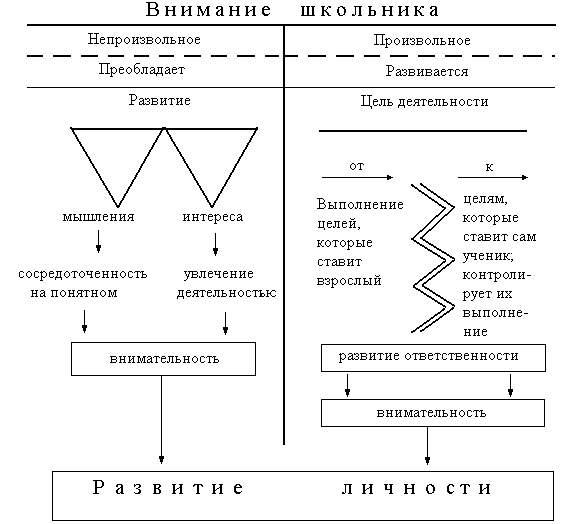 Внимание школьника
Непроизвольное
Преобладает
Развитие
мышления интереса
сосредоточенность
на понятном
увлечение
деятельностью
внимательность
Произвольное
Развивается
Цель деятельности
от к
Выполнение
целей,
которые
ставит
взрослый
целям,
которые
ставит сам
ученик;
контроли-
рует их
выполне-
ние
развитие ответственности
внимательность
Развитие личности